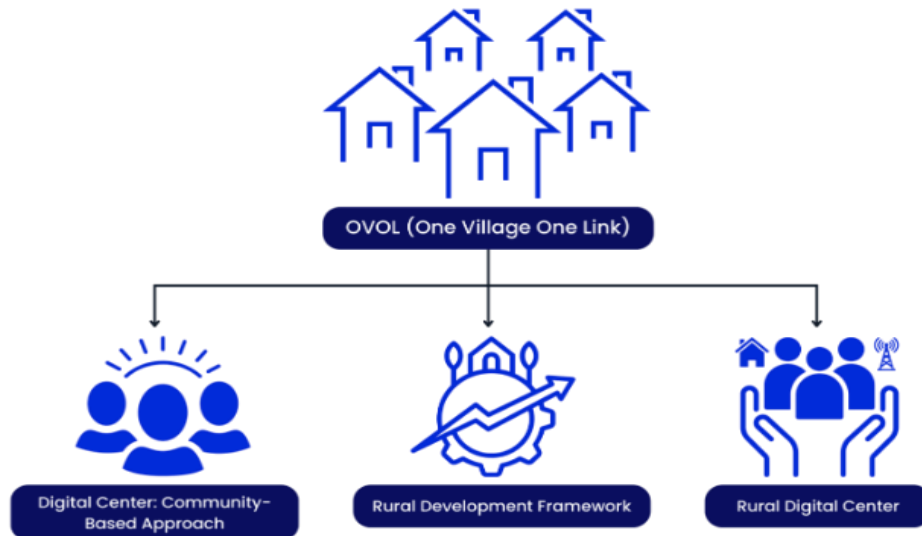 OVOL (One Village One Link)
Digital Center: Community-
Based Approach
Rural Development Framework
Rural Digital Center